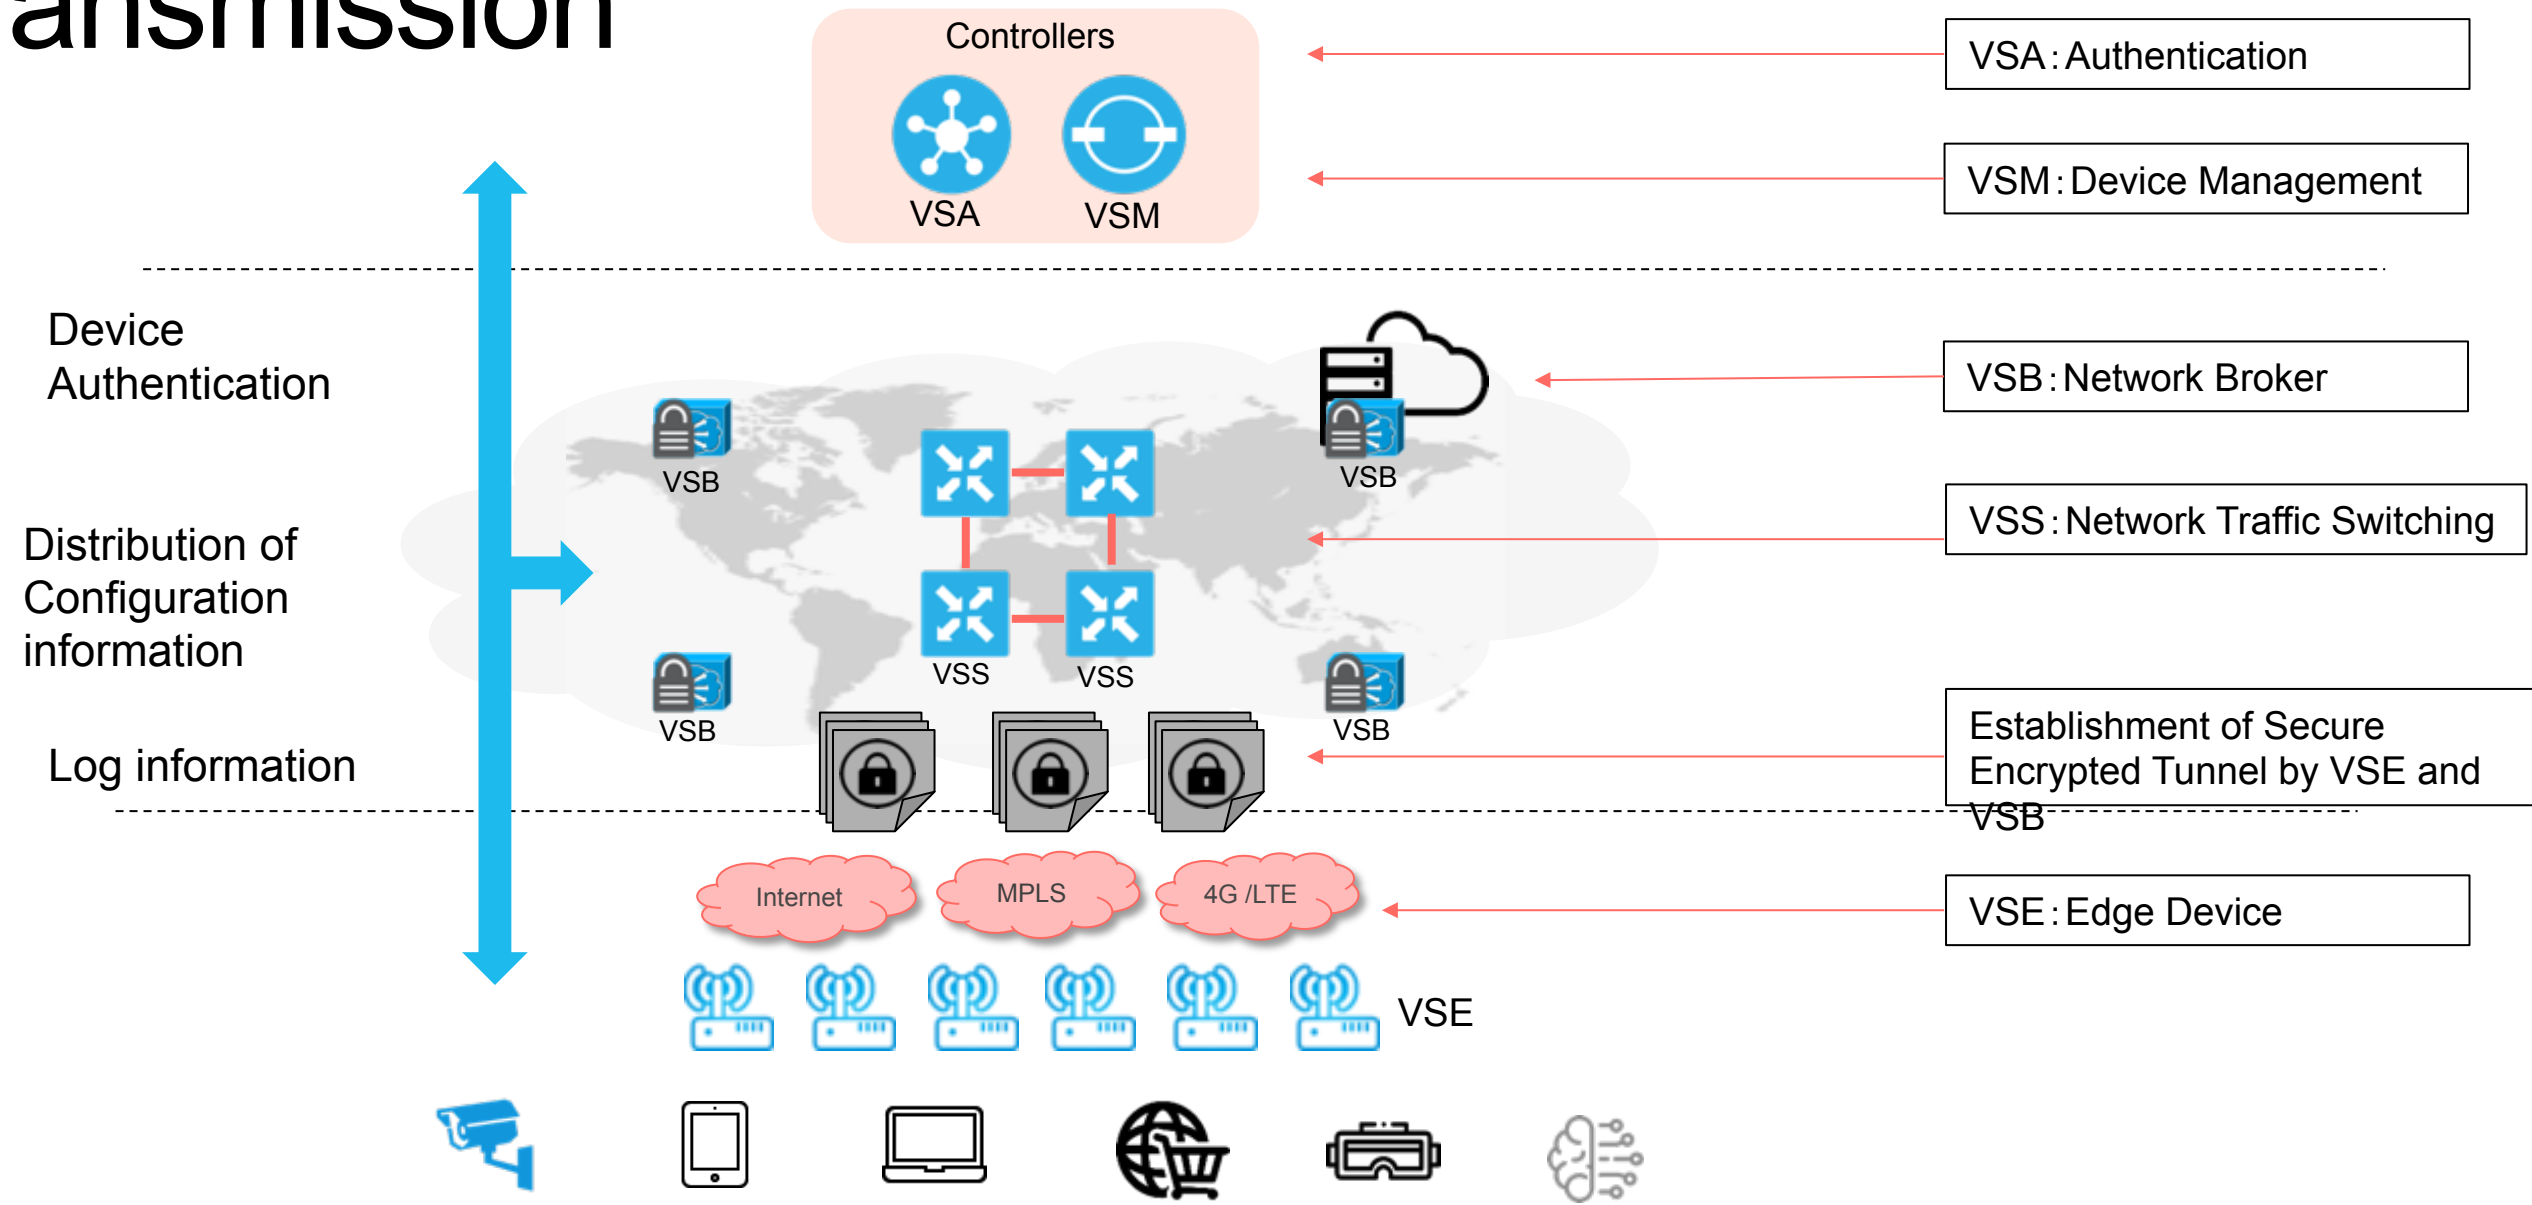 ansmission
Controllers
VSA
VSM
VSA:Authentication
VSM:Device Management
Device
Authentication
Distribution of
Configuration
information
Log information
VSB
VSB
VSS
VSS
VSB
VSB
VSB:Network Broker
VSS:Network Traffic Switching
Establishment of Secure
Encrypted Tunnel by VSE and
VSB
Internet
MPLS
4G /LTE
VSE:Edge Device
VSE